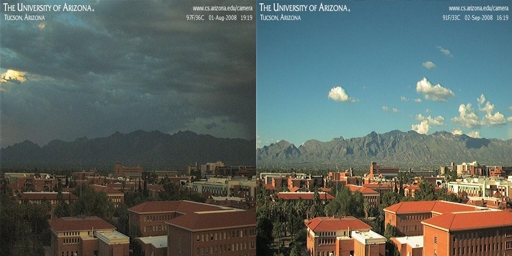 THE UNIVERSITY OF ARIZONA.
www.cs.arizona.edu/camera
TUCSON, ARIZONA
97F/36C 01-Aug-2008 19:19
THE UNIVERSITY OF ARIZONA.
www.cs.arizona.edu/camera
TUCSON, ARIZONA
91F/33C 02-Sep-2008 16:19